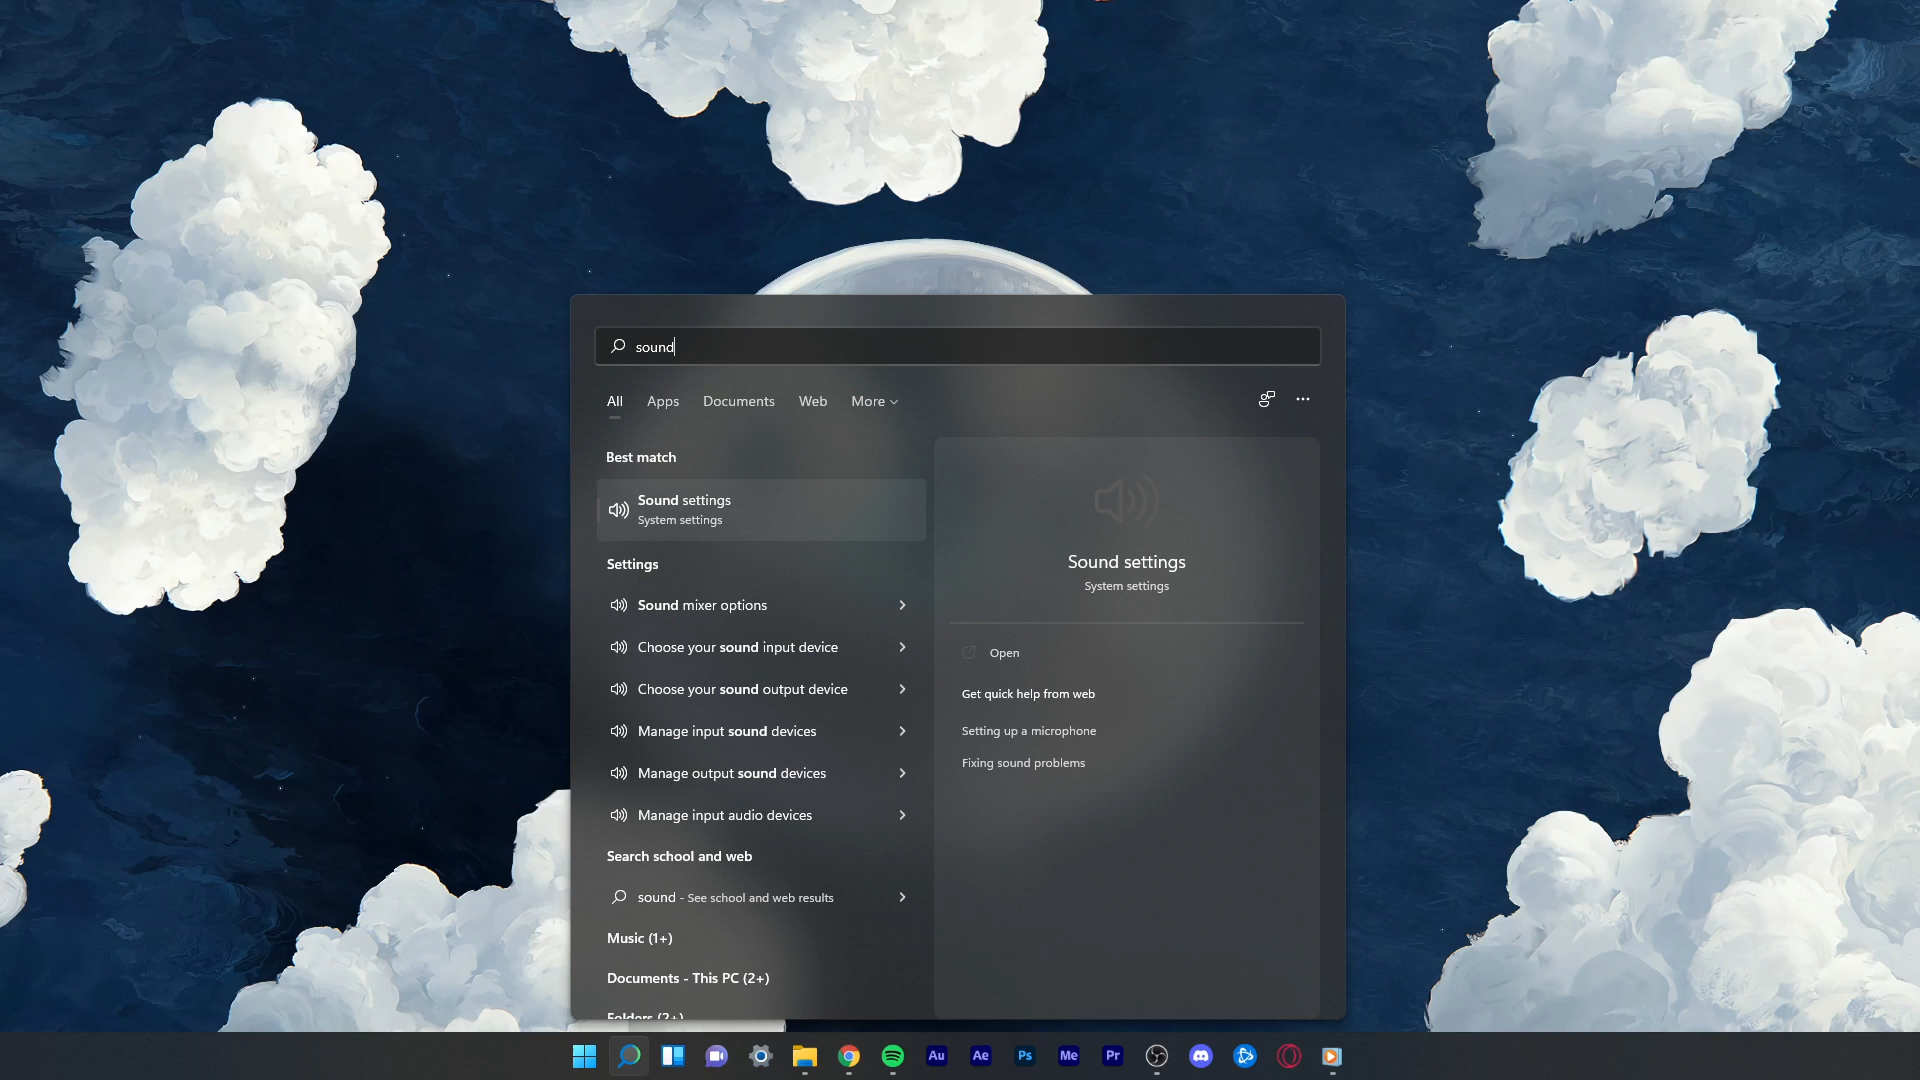 sound
All Apps Documents Web More
Best match
Sound settings
System settings
Settings
Sound mixer options
Choose your sound input device
Choose your sound output device
Manage input sound devices
Manage output sound devices
Manage input audio devices
Search school and web
sound - See school and web results
Music (1+)
Documents - This PC (2+)
Folders (2+)
Sound settings
System settings
Open
Get quick help from web
Setting up a microphone
Fixing sound problems
Au Ae Ps Me Pr